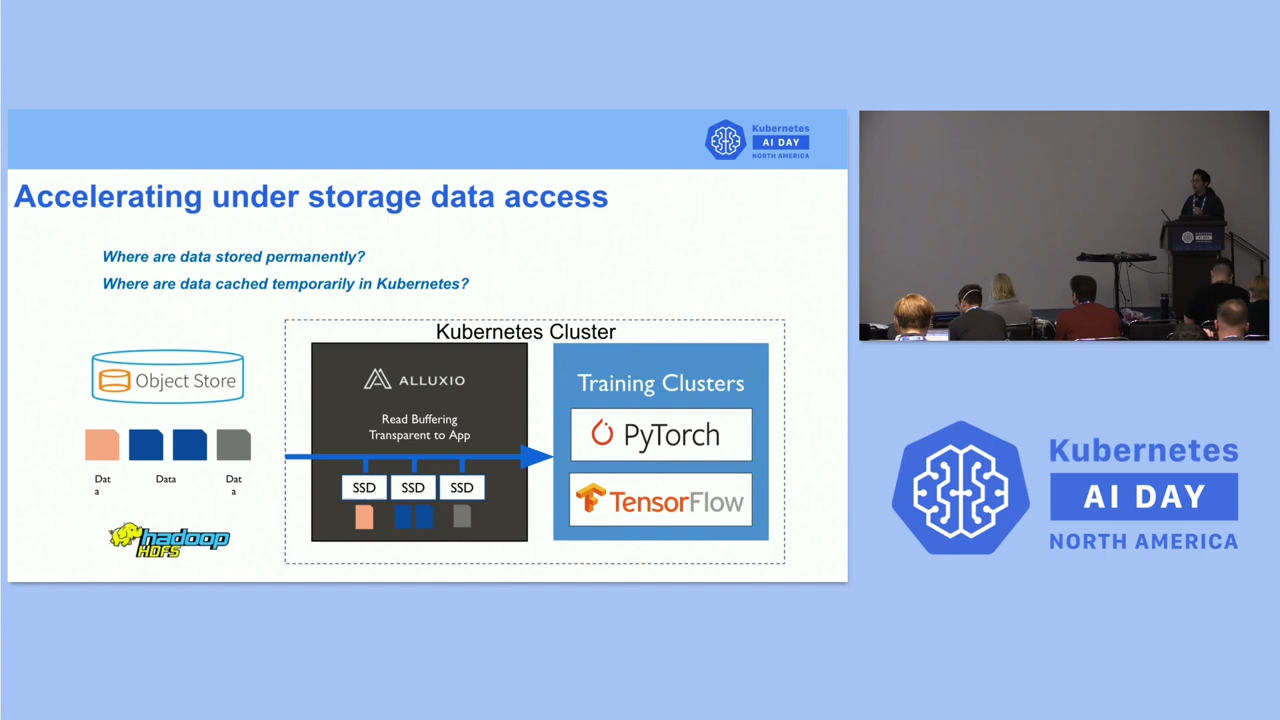 Kubernetes
AI DAY
NORTH AMERICA
Accelerating under storage data access
Where are data stored permanently?
Where are data cached temporarily in Kubernetes?
Kubernetes Cluster
Object Store
Dat
a
Data
Dat
a
hadoop
HDFS
ALLUXIO
Read Buffering
Transparent to App
SSD
SSD
SSD
Training Clusters
PyTorch
TensorFlow
Kubernetes
AI DAY
NORTH AMERICA